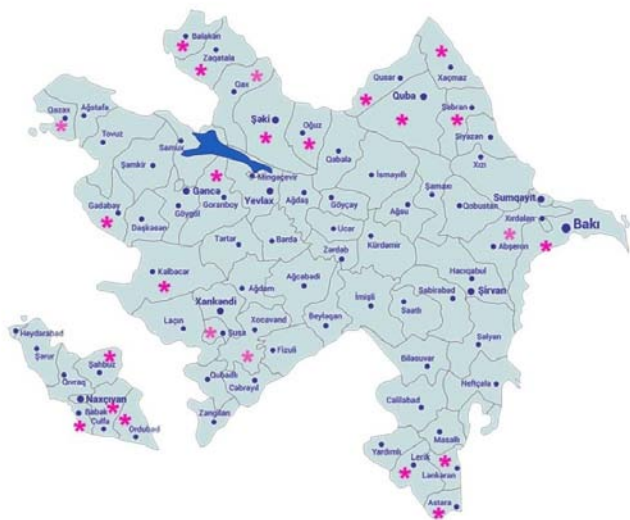 Balakən
Zaqatala
Qax
Qusar
Xaçmaz
Quba
Şabran
Siyəzən
Xızı
Qazax
Ağstafa
Tovuz
Şəki
Oğuz
Qəbələ
Samux
Şəmkir
Mingəçevir
İsmayıllı
Gəncə
Goranboy
Yevlax
Ağdaş
Göyçay
Şamaxı
Sumqayıt
Gədəbəy
Daşkəsən
Göygöl
Ağsu
Qobustan
Xırdalan
Bakı
Abşeron
Ucar
Kürdəmir
Tərtər
Bərdə
Zərdab
Kəlbəcər
Ağdam
Ağcəbədi
Hacıqabul
Şirvan
Sabirabad
İmişli
Saatlı
Xankəndi
Laçın
Şuşa
Xocavənd
Beyləqan
Füzuli
Salyan
Heydərabad
Şərur
Şahbuz
Qıvraq
Naxçıvan
Babək
Culfa
Ordubad
Qubadlı
Cəbrayıl
Zəngilan
Biləsuvar
Neftçala
Cəlilabad
Masallı
Yardımlı
Lerik
Lənkəran
Astara